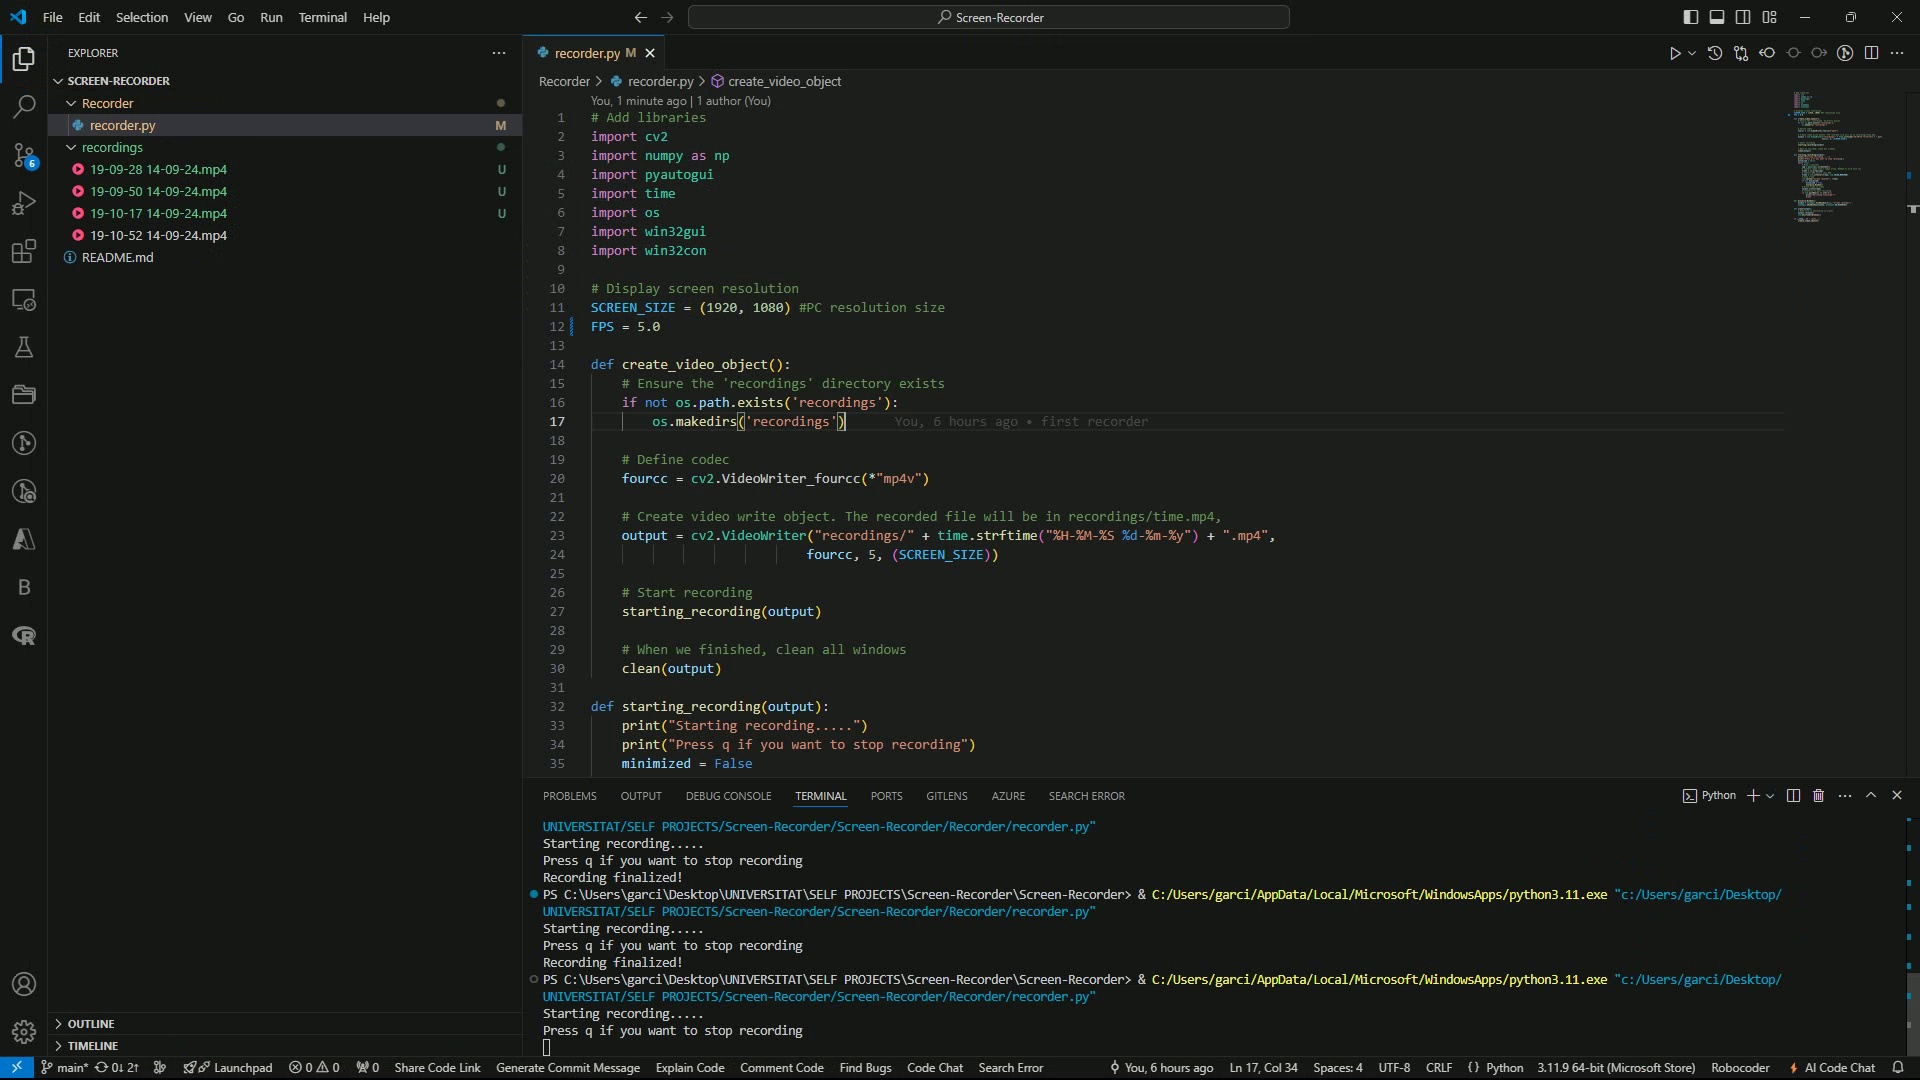 File Edit Selection View Go Run Terminal Help
Screen-Recorder
EXPLORER
SCREEN-RECORDER
Recorder
recorder.py M
recordings
19-09-28 14-09-24.mp4 U
19-09-50 14-09-24.mp4 U
19-10-17 14-09-24.mp4 U
19-10-52 14-09-24.mp4
README.md
6
B
OUTLINE
TIMELINE
recorder.py M
Recorder > recorder.py > create_video_object
You, 1 minute ago | 1 author (You)
1 # Add libraries
2 import cv2
3 import numpy as np
4 import pyautogui
5 import time
6 import os
7 import win32gui
8 import win32con
9
10 # Display screen resolution
11 SCREEN_SIZE = (1920, 1080) #PC resolution size
12 FPS = 5.0
13
14 def create_video_object():
15 # Ensure the 'recordings' directory exists
16 if not os.path.exists('recordings'):
17 os.makedirs('recordings') You, 6 hours ago • first recorder
18
19 # Define codec
20 fourcc = cv2.VideoWriter_fourcc(*"mp4v")
21
22 # Create video write object. The recorded file will be in recordings/time.mp4,
23 output = cv2.VideoWriter("recordings/" + time.strftime("%H-%M-%S %d-%m-%y") + ".mp4",
24 fourcc, 5, (SCREEN_SIZE))
25
26 # Start recording
27 starting_recording(output)
28
29 # When we finished, clean all windows
30 clean(output)
31
32 def starting_recording(output):
33 print("Starting recording.....")
34 print("Press q if you want to stop recording")
35 minimized = False
PROBLEMS OUTPUT DEBUG CONSOLE TERMINAL PORTS GITLENS AZURE SEARCH ERROR
Python
UNIVERSITAT/SELF PROJECTS/Screen-Recorder/Screen-Recorder/Recorder/recorder.py"
Starting recording.....
Press q if you want to stop recording
Recording finalized!
PS C:\Users\garci\Desktop\UNIVERSITAT\SELF PROJECTS\Screen-Recorder\Screen-Recorder> & C:/Users/garci/AppData/Local/Microsoft/WindowsApps/python3.11.exe "c:/Users/garci/Desktop/
UNIVERSITAT/SELF PROJECTS/Screen-Recorder/Screen-Recorder/Recorder/recorder.py"
Starting recording.....
Press q if you want to stop recording
Recording finalized!
PS C:\Users\garci\Desktop\UNIVERSITAT\SELF PROJECTS\Screen-Recorder\Screen-Recorder> & C:/Users/garci/AppData/Local/Microsoft/WindowsApps/python3.11.exe "c:/Users/garci/Desktop/
UNIVERSITAT/SELF PROJECTS/Screen-Recorder/Screen-Recorder/Recorder/recorder.py"
Starting recording.....
Press q if you want to stop recording
main* 0↓ 2↑ Launchpad 0 0 0 Share Code Link Generate Commit Message Explain Code Comment Code Find Bugs Code Chat Search Error You, 6 hours ago Ln 17, Col 34 Spaces: 4 UTF-8 CRLF {} Python 3.11.9 64-bit (Microsoft Store) Robocoder AI Code Chat